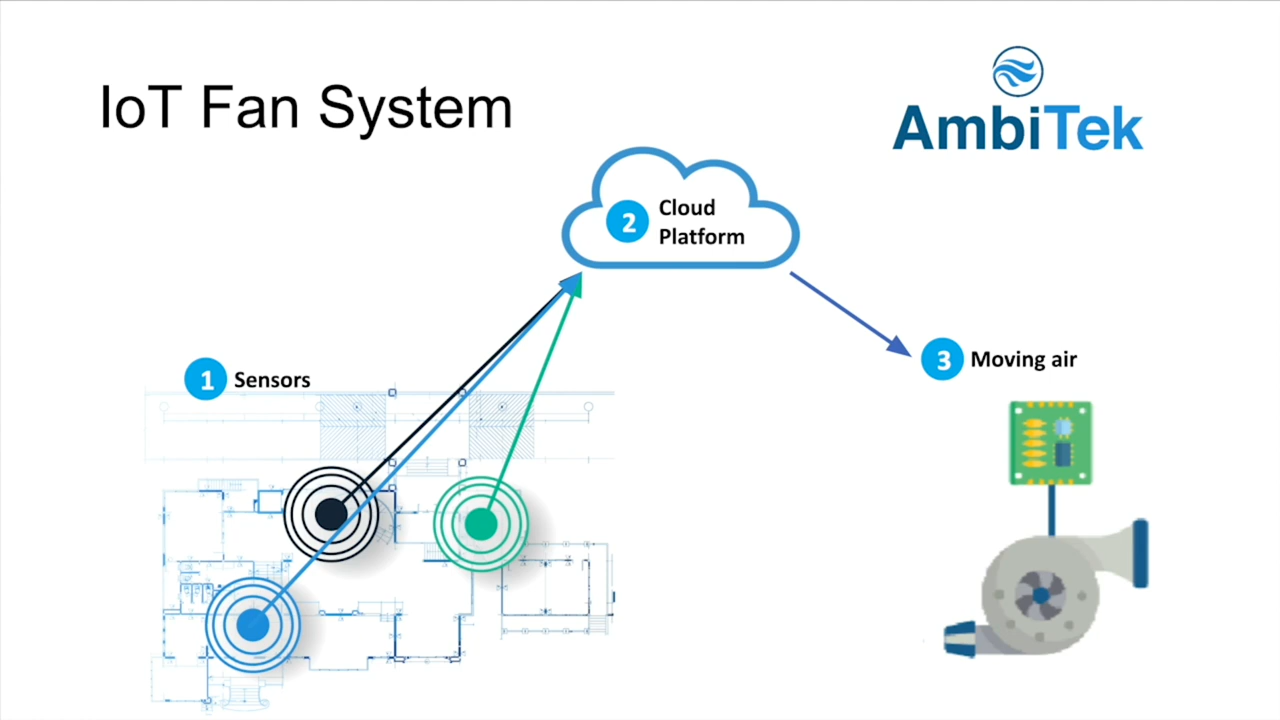 IoT Fan System
AmbiTek
2
Cloud
Platform
1 Sensors
3 Moving air